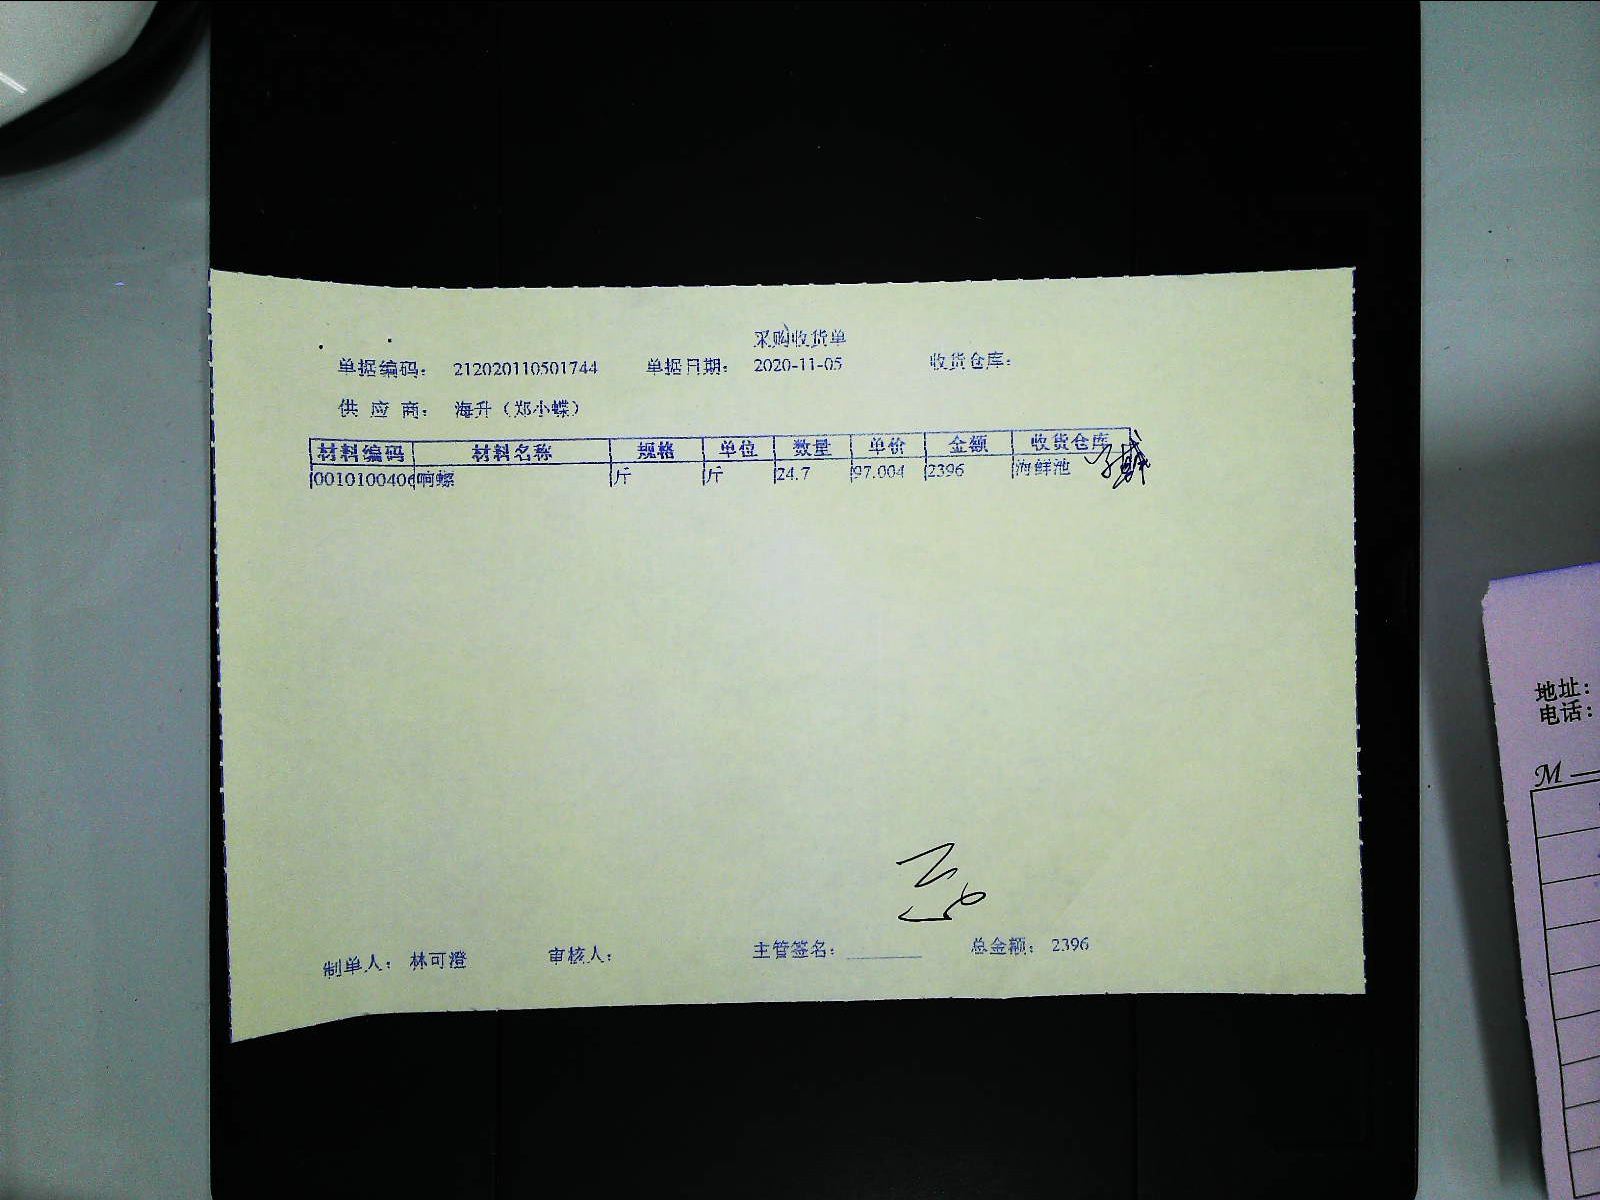 采购收货单
单据编码： 212020110501744 单据日期： 2020-11-05 收货仓库：
供 应 商： 海升（郑小蝶）
材料编码 材料名称 规格 单位 数量 单价 金额 收货仓库
0010100406 响螺 斤 斤 24.7 97.004 2396 海鲜池
制单人： 林可澄 审核人： 主管签名： 总金额： 2396
地址：
电话：
M